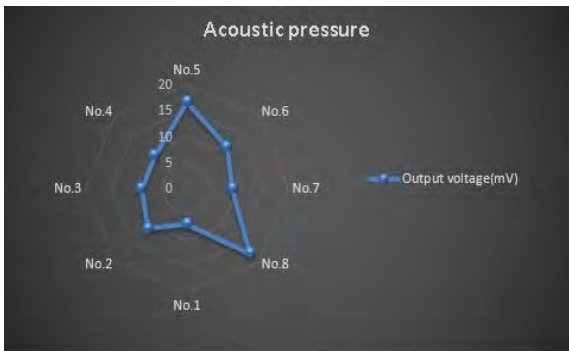 Acoustic pressure
No.5
20
No.4
No.6
15
10
5
No.3
0
No.7
Output voltage(mV)
No.2
No.8
No.1